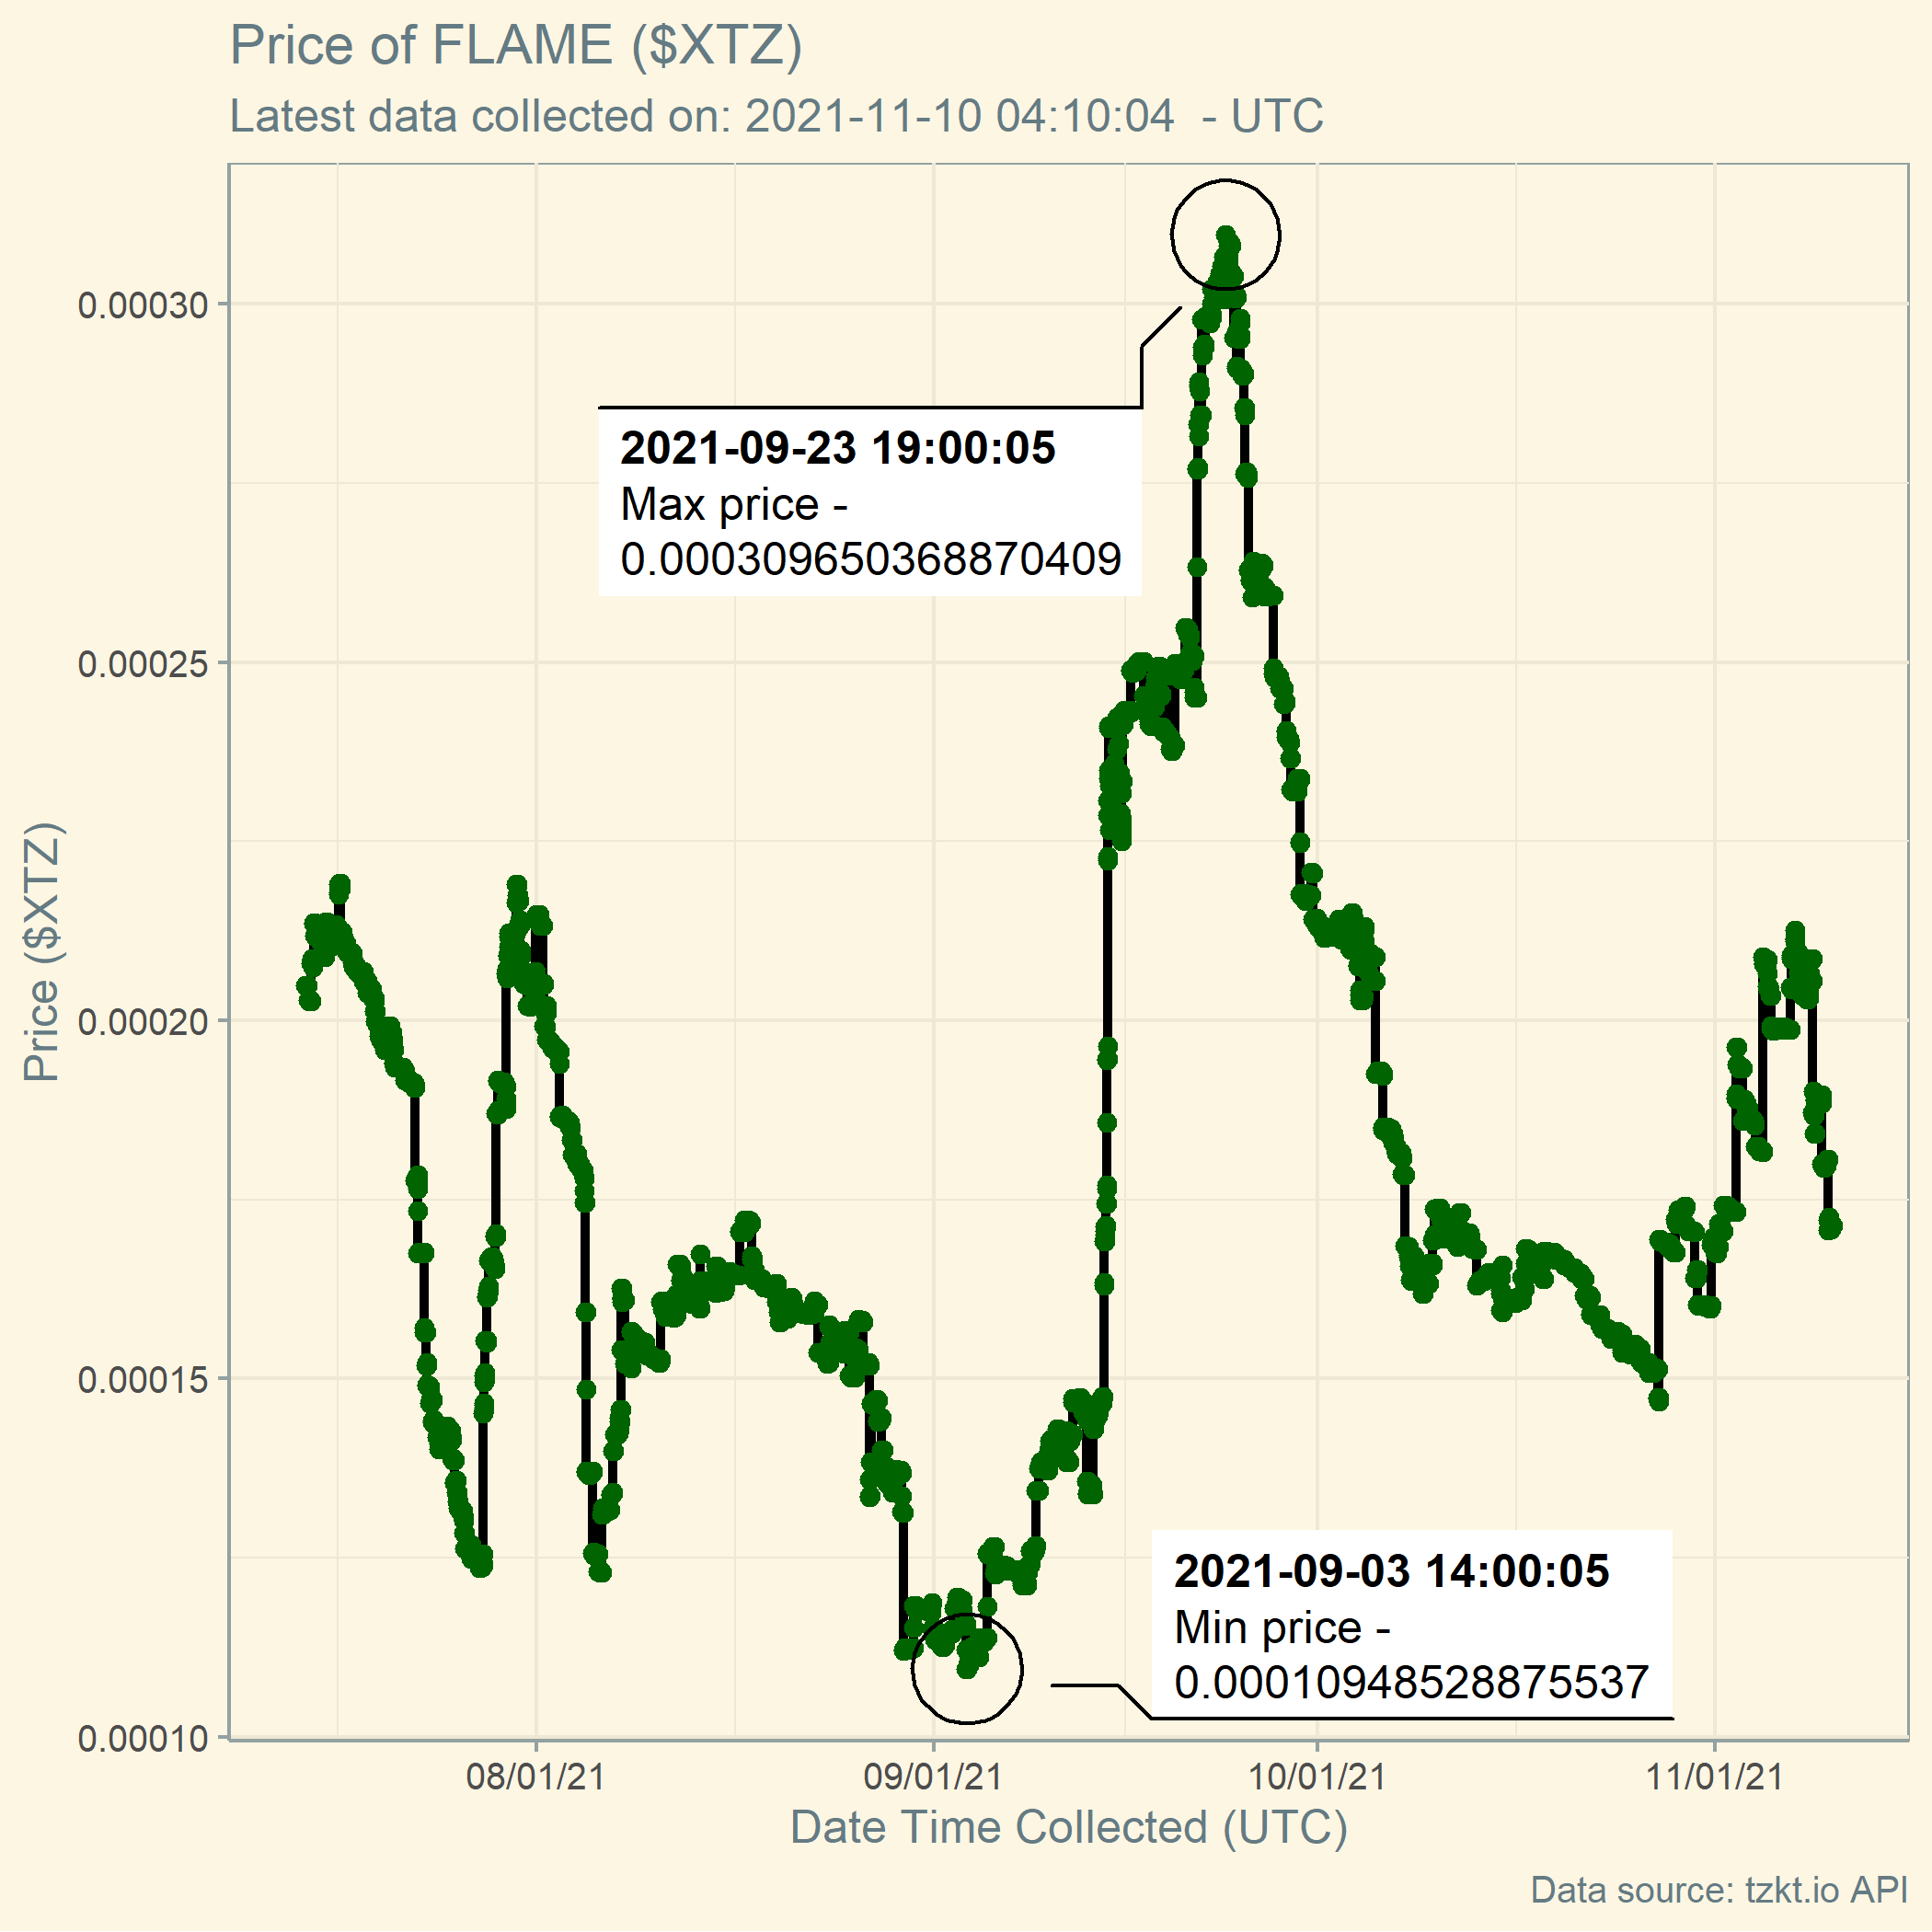 Price of FLAME ($XTZ)
Latest data collected on: 2021-11-10 04:10:04  - UTC
0.00030
2021-09-23 19:00:05
Max price -
0.000309650368870409
0.00025
Price ($XTZ)
0.00020
0.00015
2021-09-03 14:00:05
Min price -
0.000109485288755​37
0.00010
08/01/21
09/01/21
10/01/21
11/01/21
Date Time Collected (UTC)
Data source: tzkt.io API